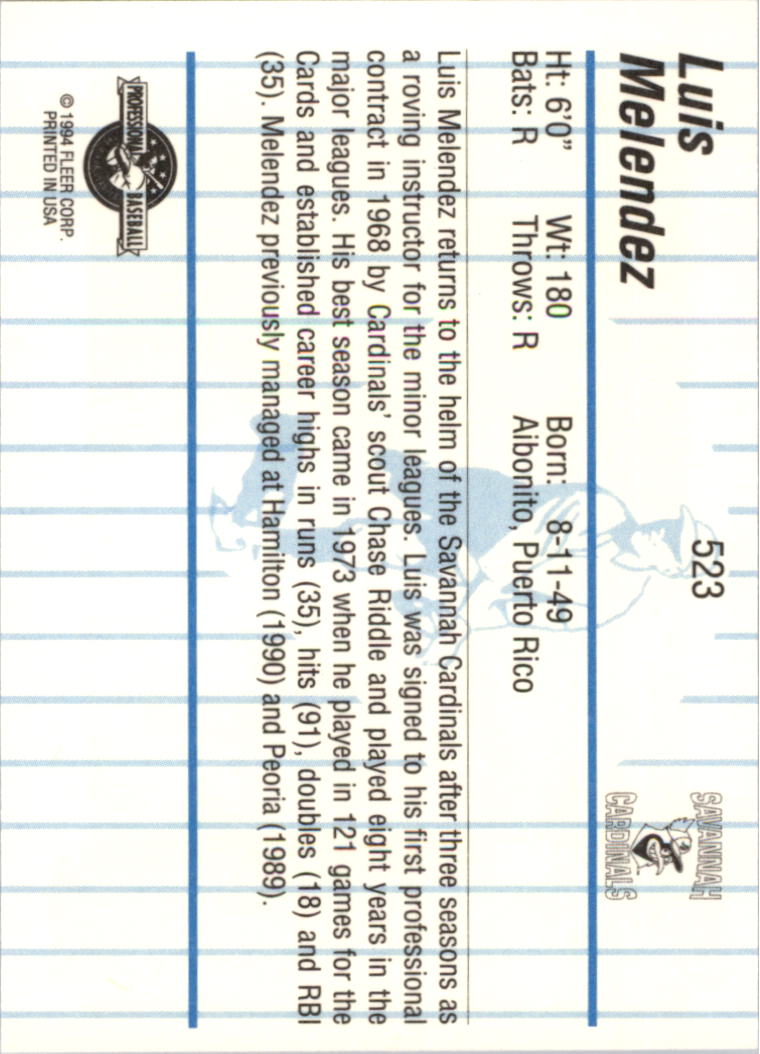 Luis
Melendez
523
SAVANNAH
CARDINALS
Ht: 6'0" Wt: 180 Born: 8-11-49
Bats: R Throws: R Aibonito, Puerto Rico
Luis Melendez returns to the helm of the Savannah Cardinals after three seasons as
a roving instructor for the minor leagues. Luis was signed to his first professional
contract in 1968 by Cardinals' scout Chase Riddle and played eight years in the
major leagues. His best season came in 1973 when he played in 121 games for the
Cards and established career highs in runs (35), hits (91), doubles (18) and RBI
(35). Melendez previously managed at Hamilton (1990) and Peoria (1989).
PROFESSIONAL BASEBALL
© 1994 FLEER CORP.
PRINTED IN USA